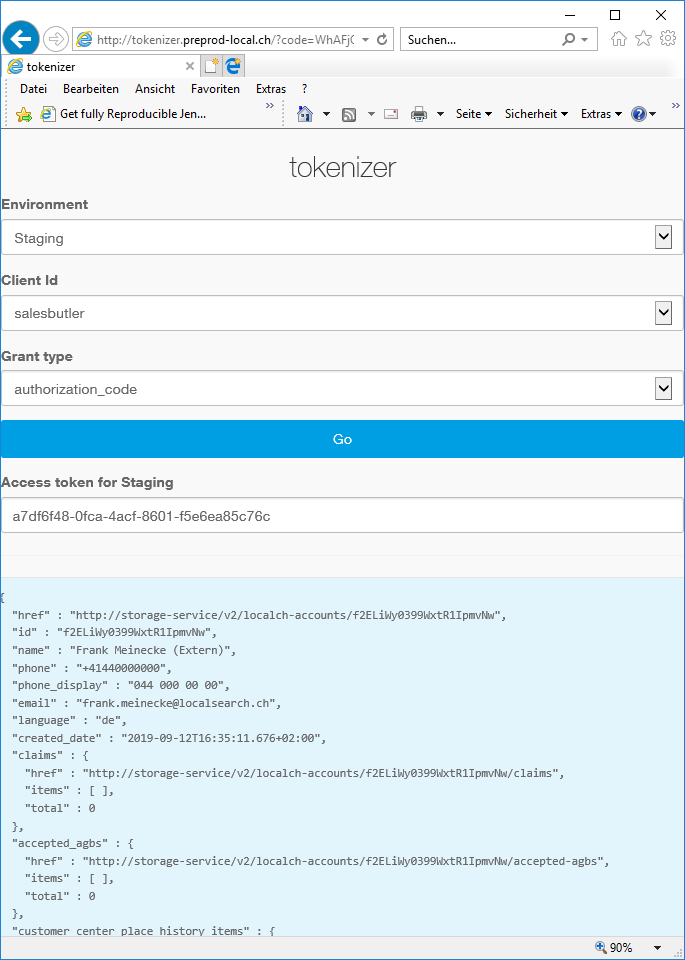 http://tokenizer.preprod-local.ch/?code=WhAFjC
Suchen...
tokenizer
Datei Bearbeiten Ansicht Favoriten Extras ?
Get fully Reproducible Jen...
Seite Sicherheit Extras
tokenizer
Environment
Staging
Client Id
salesbutler
Grant type
authorization_code
Go
Access token for Staging
a7df6f48-0fca-4acf-8601-f5e6ea85c76c
{
"href" : "http://storage-service/v2/localch-accounts/f2ELiWy0399WxtR1IpmvNw",
"id" : "f2ELiWy0399WxtR1IpmvNw",
"name" : "Frank Meinecke (Extern)",
"phone" : "+41440000000",
"phone_display" : "044 000 00 00",
"email" : "frank.meinecke@localsearch.ch",
"language" : "de",
"created_date" : "2019-09-12T16:35:11.676+02:00",
"claims" : {
"href" : "http://storage-service/v2/localch-accounts/f2ELiWy0399WxtR1IpmvNw/claims",
"items" : [ ],
"total" : 0
},
"accepted_agbs" : {
"href" : "http://storage-service/v2/localch-accounts/f2ELiWy0399WxtR1IpmvNw/accepted-agbs",
"items" : [ ],
"total" : 0
},
"customer_center_place_history_items" : {
90%